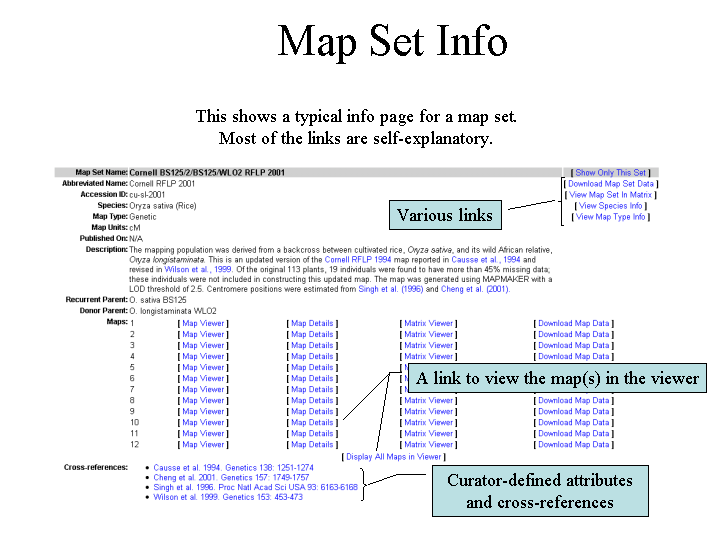 Map Set Info
This shows a typical info page for a map set.
Most of the links are self-explanatory.
Map Set Name: Cornell BS125/2/BS125/WLO2 RFLP 2001 [ Show Only This Set ]
Abbreviated Name: Cornell RFLP 2001 [ Download Map Set Data ]
Accession ID: cu-sl-2001 [ View Map Set In Matrix ]
Species: Oryza sativa (Rice) [ View Species Info ]
Map Type: Genetic [ View Map Type Info ]
Various links
Map Units: cM
Published On: N/A
Description: The mapping population was derived from a backcross between cultivated rice, Oryza sativa, and its wild African relative,
Oryza longistaminata. This is an updated version of the Cornell RFLP 1994 map reported in Causse et al., 1994 and
revised in Wilson et al., 1999. Of the original 113 plants, 19 individuals were found to have more than 45% missing data;
these individuals were not included in constructing this updated map. The map was generated using MAPMAKER with a
LOD threshold of 2.5. Centromere positions were estimated from Singh et al. (1996) and Cheng et al. (2001).
Recurrent Parent: O. sativa BS125
Donor Parent: O. longistaminata WLO2
Maps: 1 [ Map Viewer ] [ Map Details ] [ Matrix Viewer ] [ Download Map Data ]
2 [ Map Viewer ] [ Map Details ] [ Matrix Viewer ] [ Download Map Data ]
3 [ Map Viewer ] [ Map Details ] [ Matrix Viewer ] [ Download Map Data ]
4 [ Map Viewer ] [ Map Details ] [ Matrix Viewer ] [ Download Map Data ]
5 [ Map Viewer ] [ Map Details ]
6 [ Map Viewer ] [ Map Details ]
A link to view the map(s) in the viewer
7 [ Map Viewer ] [ Map Details ]
8 [ Map Viewer ] [ Map Details ] [ Matrix Viewer ] [ Download Map Data ]
9 [ Map Viewer ] [ Map Details ] [ Matrix Viewer ] [ Download Map Data ]
10 [ Map Viewer ] [ Map Details ] [ Matrix Viewer ] [ Download Map Data ]
11 [ Map Viewer ] [ Map Details ] [ Matrix Viewer ] [ Download Map Data ]
12 [ Map Viewer ] [ Map Details ] [ Matrix Viewer ] [ Download Map Data ]
[ Display All Maps in Viewer ]
Cross-references: • Causse et al. 1994. Genetics 138: 1251-1274
• Cheng et al. 2001. Genetics 157: 1749-1757
• Singh et al. 1996. Proc Natl Acad Sci USA 93: 6163-6168
• Wilson et al. 1999. Genetics 153: 453-473
Curator-defined attributes
and cross-references